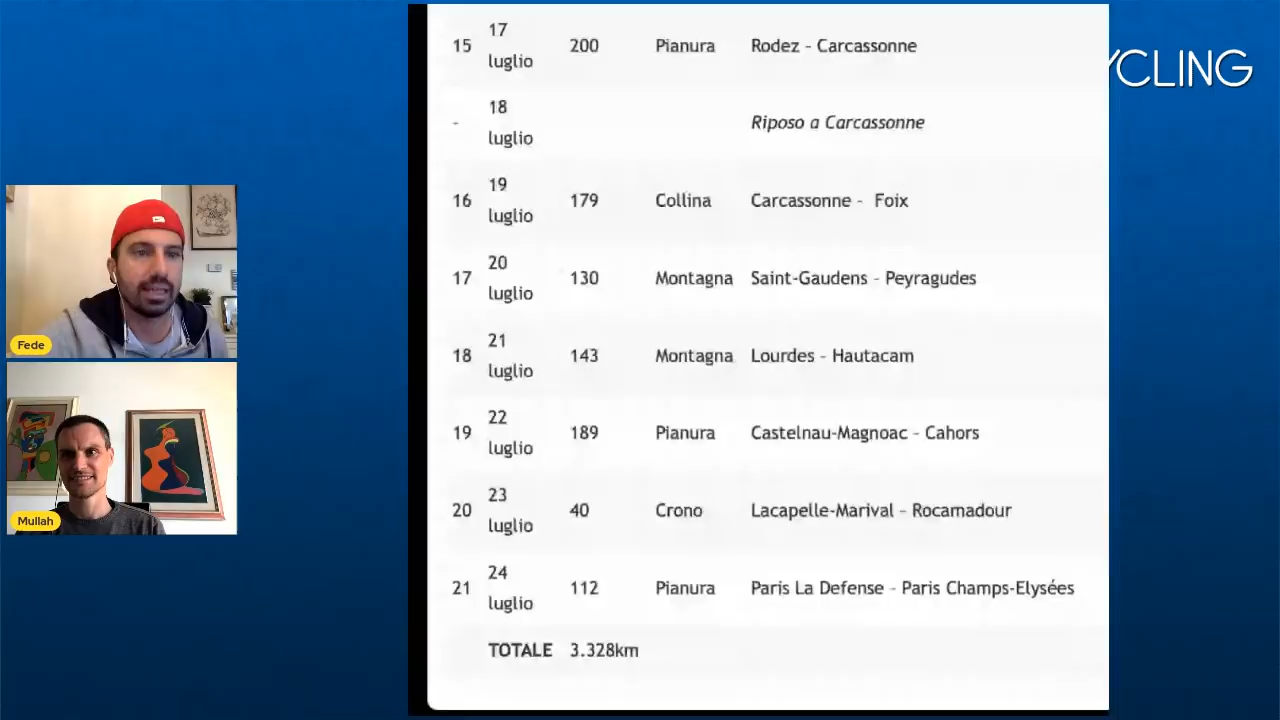 15 17 luglio 200 Pianura Rodez – Carcassonne
- 18 luglio Riposo a Carcassonne
16 19 luglio 179 Collina Carcassonne – Foix
17 20 luglio 130 Montagna Saint-Gaudens – Peyragudes
18 21 luglio 143 Montagna Lourdes – Hautacam
19 22 luglio 189 Pianura Castelnau-Magnoac – Cahors
20 23 luglio 40 Crono Lacapelle-Marival – Rocamadour
21 24 luglio 112 Pianura Paris La Defense – Paris Champs-Elysées
TOTALE 3.328km
YCLING
Fede
Mullah